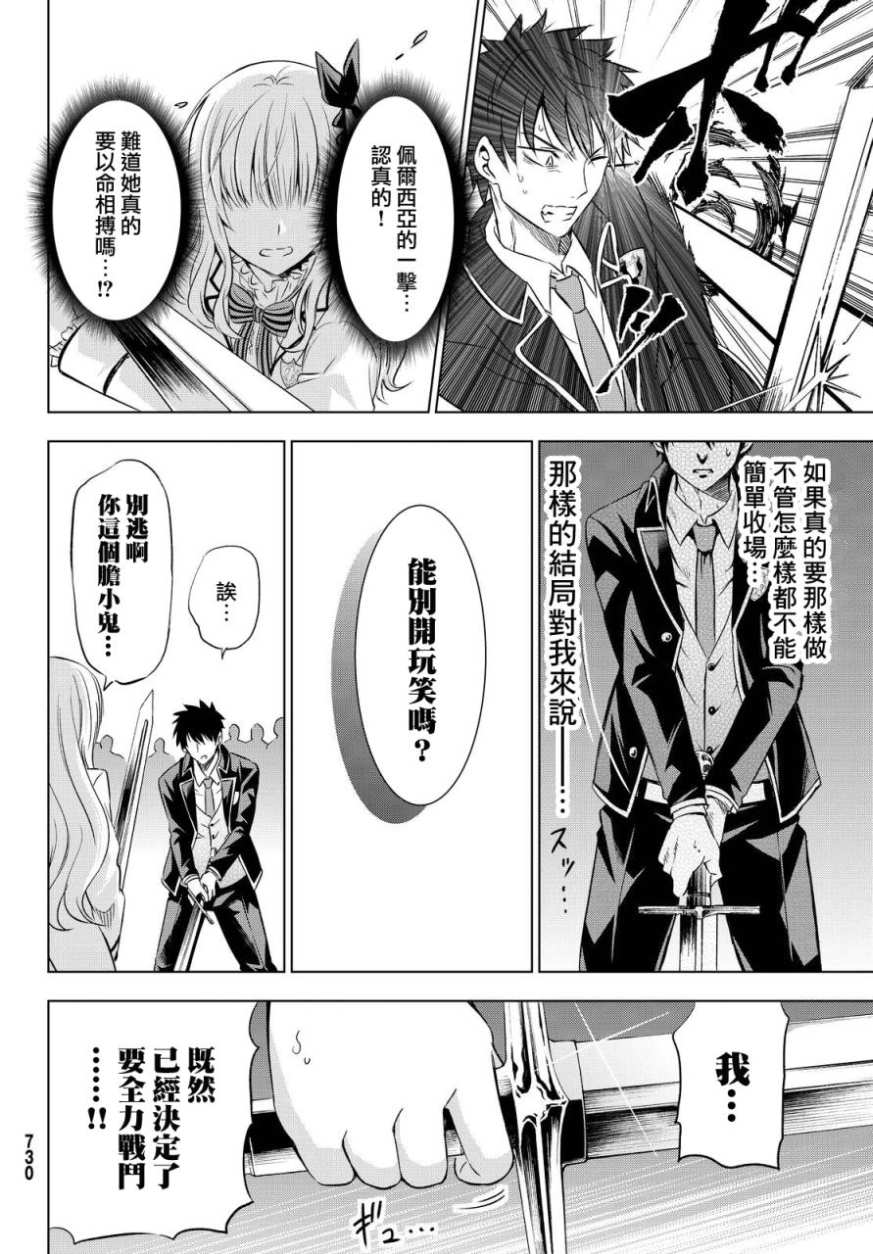 佩爾西亞的一擊…
認真的！
難道她真的
要以命相搏嗎…!?
如果真的要那樣做
不管怎麼樣都不能
簡單收場…
那樣的結局對我來說——…
スッ…
能別開玩笑嗎？
誒…
別逃啊
你這個膽小鬼…
我…
既然
已經決定了
要全力戰鬥
……!!
ギュ…
730